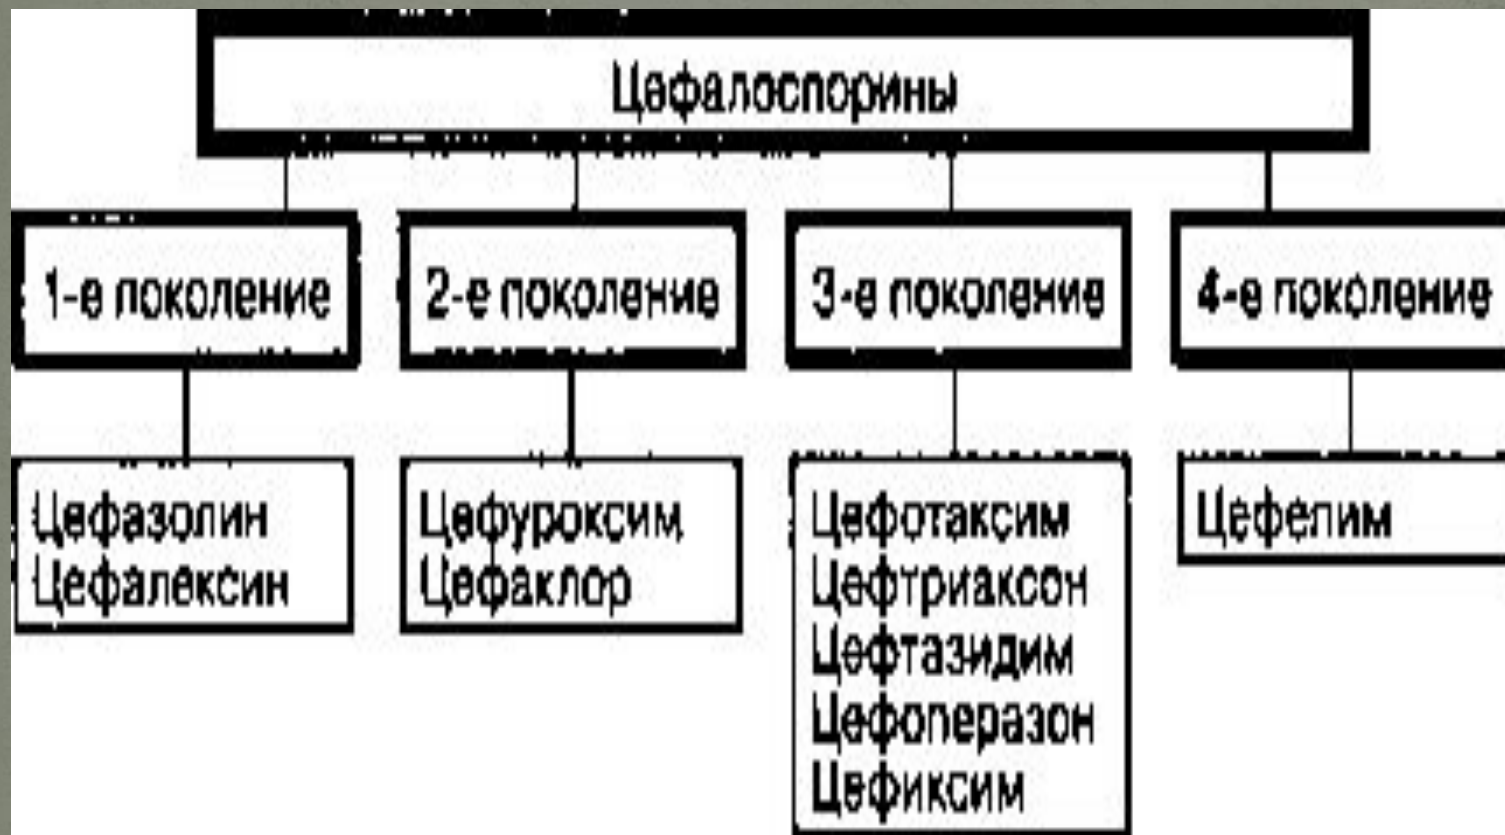 Цефалоспорины
1-е поколение
2-е поколение
3-е поколение
4-е поколение
Цефазолин
Цефалексин
Цефуроксим
Цефаклор
Цефотаксим
Цефтриаксон
Цефтазидим
Цефоперазон
Цефиксим
Цефепим